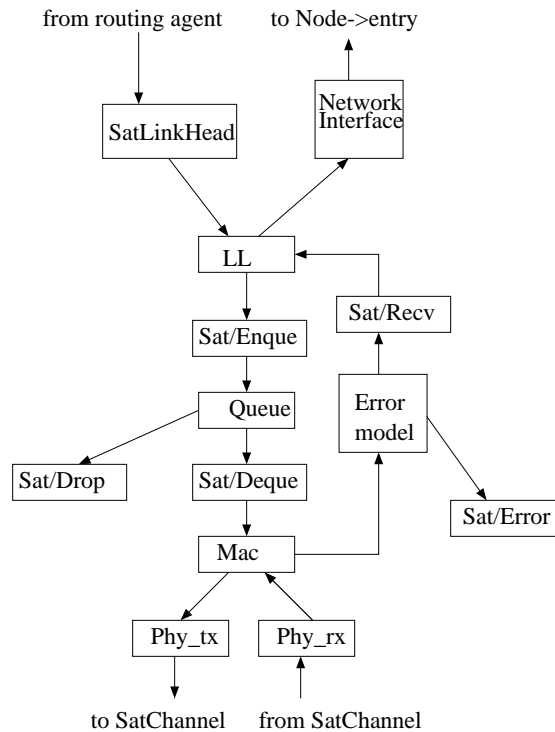 from routing agent
to Node->entry
Network
Interface
SatLinkHead
LL
Sat/Recv
Sat/Enque
Queue
Error
model
Sat/Drop
Sat/Deque
Sat/Error
Mac
Phy_tx
Phy_rx
to SatChannel
from SatChannel